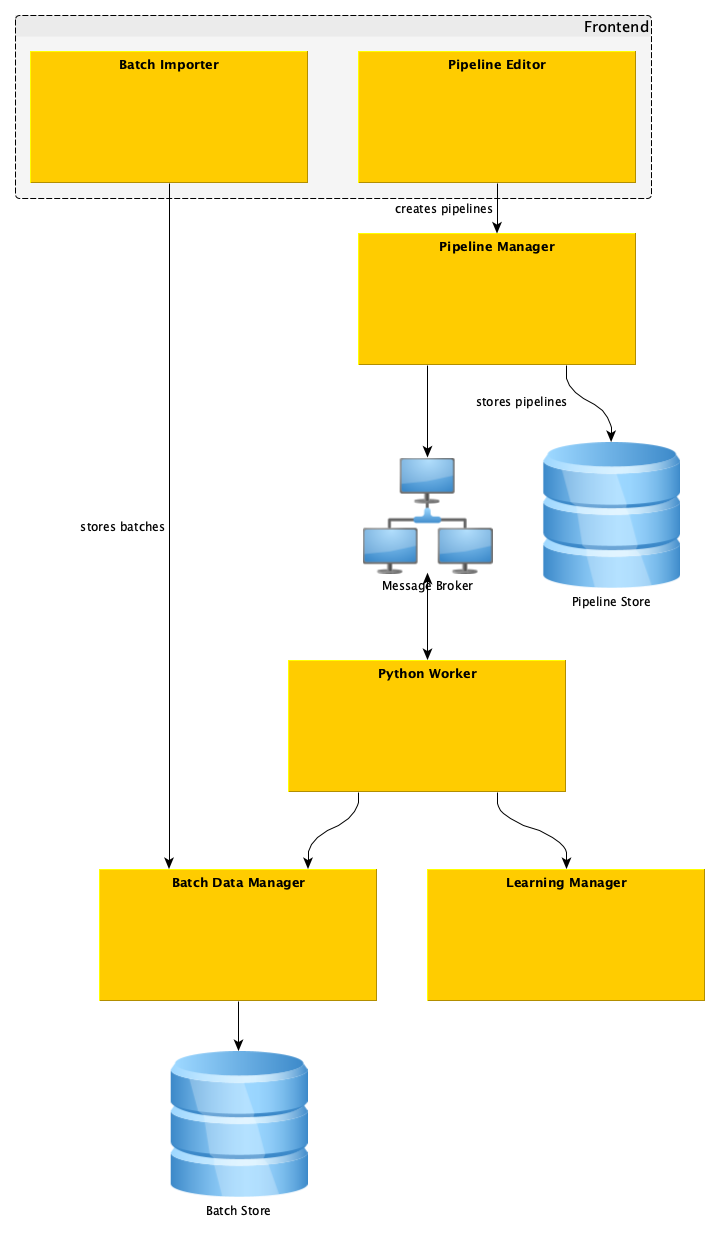 Frontend
Batch Importer
Pipeline Editor
creates pipelines
Pipeline Manager
stores pipelines
stores batches
Message Broker
Pipeline Store
Python Worker
Batch Data Manager
Learning Manager
Batch Store